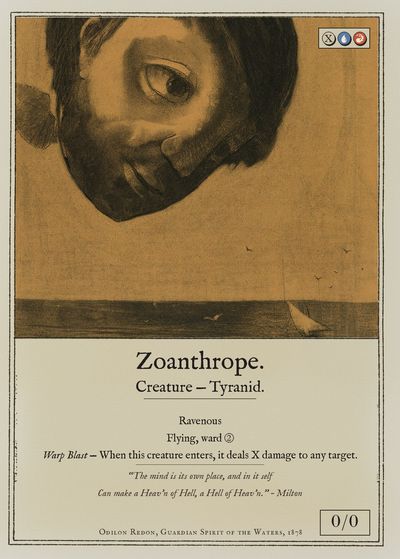 X
Zoanthrope.
Creature – Tyranid.
Ravenous
Flying, ward ②
Warp Blast – When this creature enters, it deals X damage to any target.
"The mind is its own place, and in it self
Can make a Heav'n of Hell, a Hell of Heav'n." - Milton
Odilon Redon, Guardian Spirit of the Waters, 1878
0/0